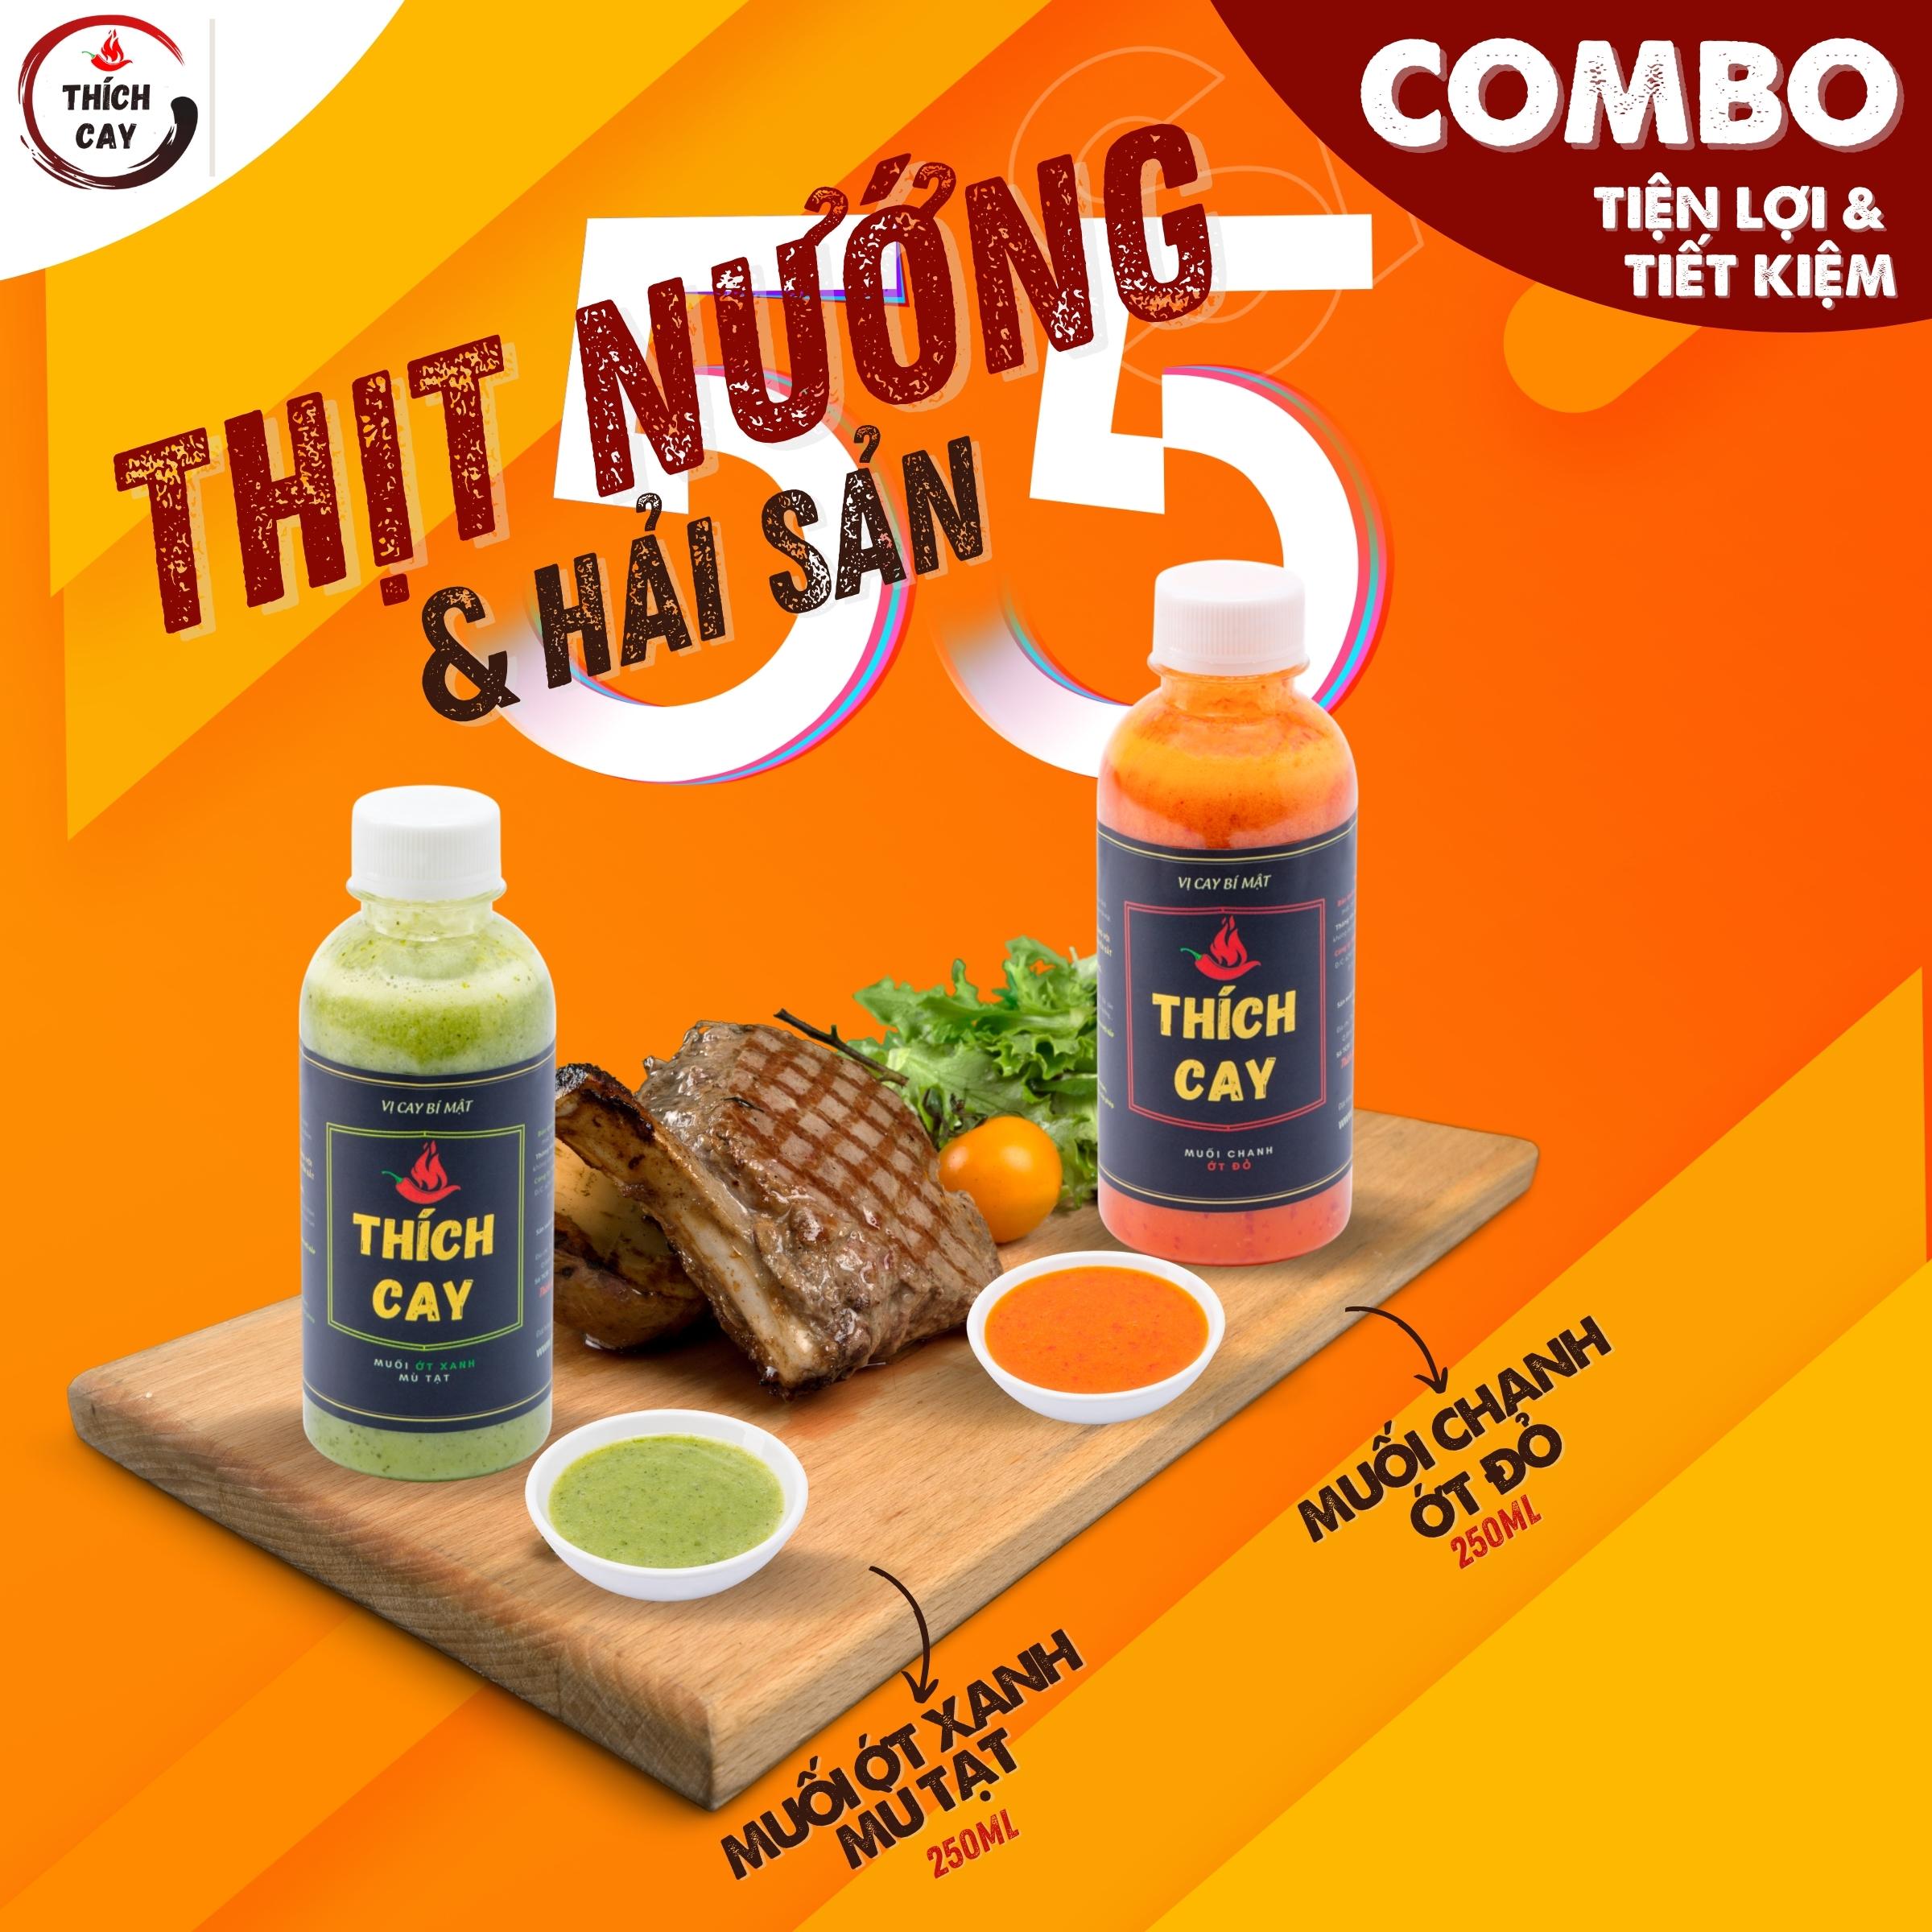 THÍCH
CAY
COMBO
TIỆN LỢI &
TIẾT KIỆM
55
THỊT NƯỚNG
& HẢI SẢN
VỊ CAY BÍ MẬT
THÍCH
CAY
MUỐI CHANH
ỚT ĐỎ
VỊ CAY BÍ MẬT
THÍCH
CAY
MUỐI ỚT XANH
MÙ TẠT
MUỐI CHANH
ỚT ĐỎ
250ML
MUỐI ỚT XANH
MU TẠT
250ML